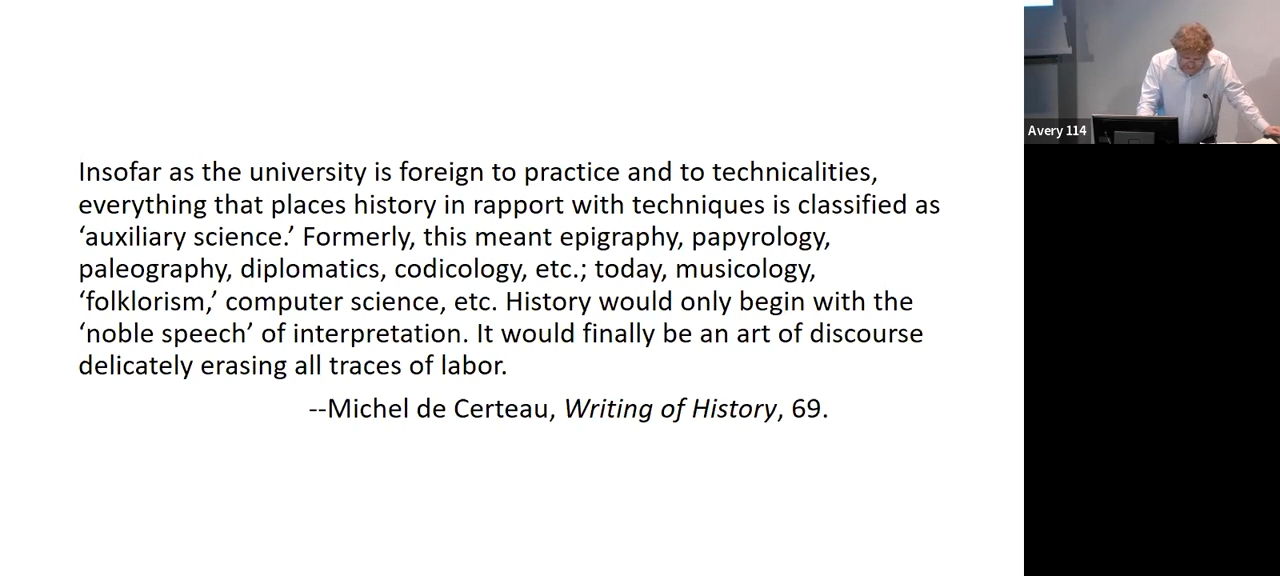 Insofar as the university is foreign to practice and to technicalities,
everything that places history in rapport with techniques is classified as
‘auxiliary science.’ Formerly, this meant epigraphy, papyrology,
paleography, diplomatics, codicology, etc.; today, musicology,
‘folklorism,’ computer science, etc. History would only begin with the
‘noble speech’ of interpretation. It would finally be an art of discourse
delicately erasing all traces of labor.
--Michel de Certeau, Writing of History, 69.
Avery 114